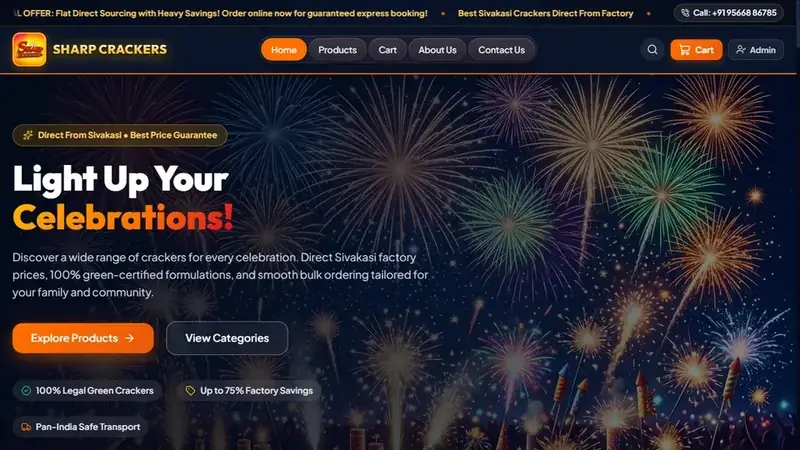 L OFFER: Flat Direct Sourcing with Heavy Savings! Order online now for guaranteed express booking! • Best Sivakasi Crackers Direct From Factory •
Call: +91 95668 86785
SHARP CRACKERS
Home
Products
Cart
About Us
Contact Us
Cart
Admin
Direct From Sivakasi • Best Price Guarantee
Light Up Your
Celebrations!
Discover a wide range of crackers for every celebration. Direct Sivakasi factory
prices, 100% green-certified formulations, and smooth bulk ordering tailored for
your family and community.
Explore Products →
View Categories
100% Legal Green Crackers
Up to 75% Factory Savings
Pan-India Safe Transport